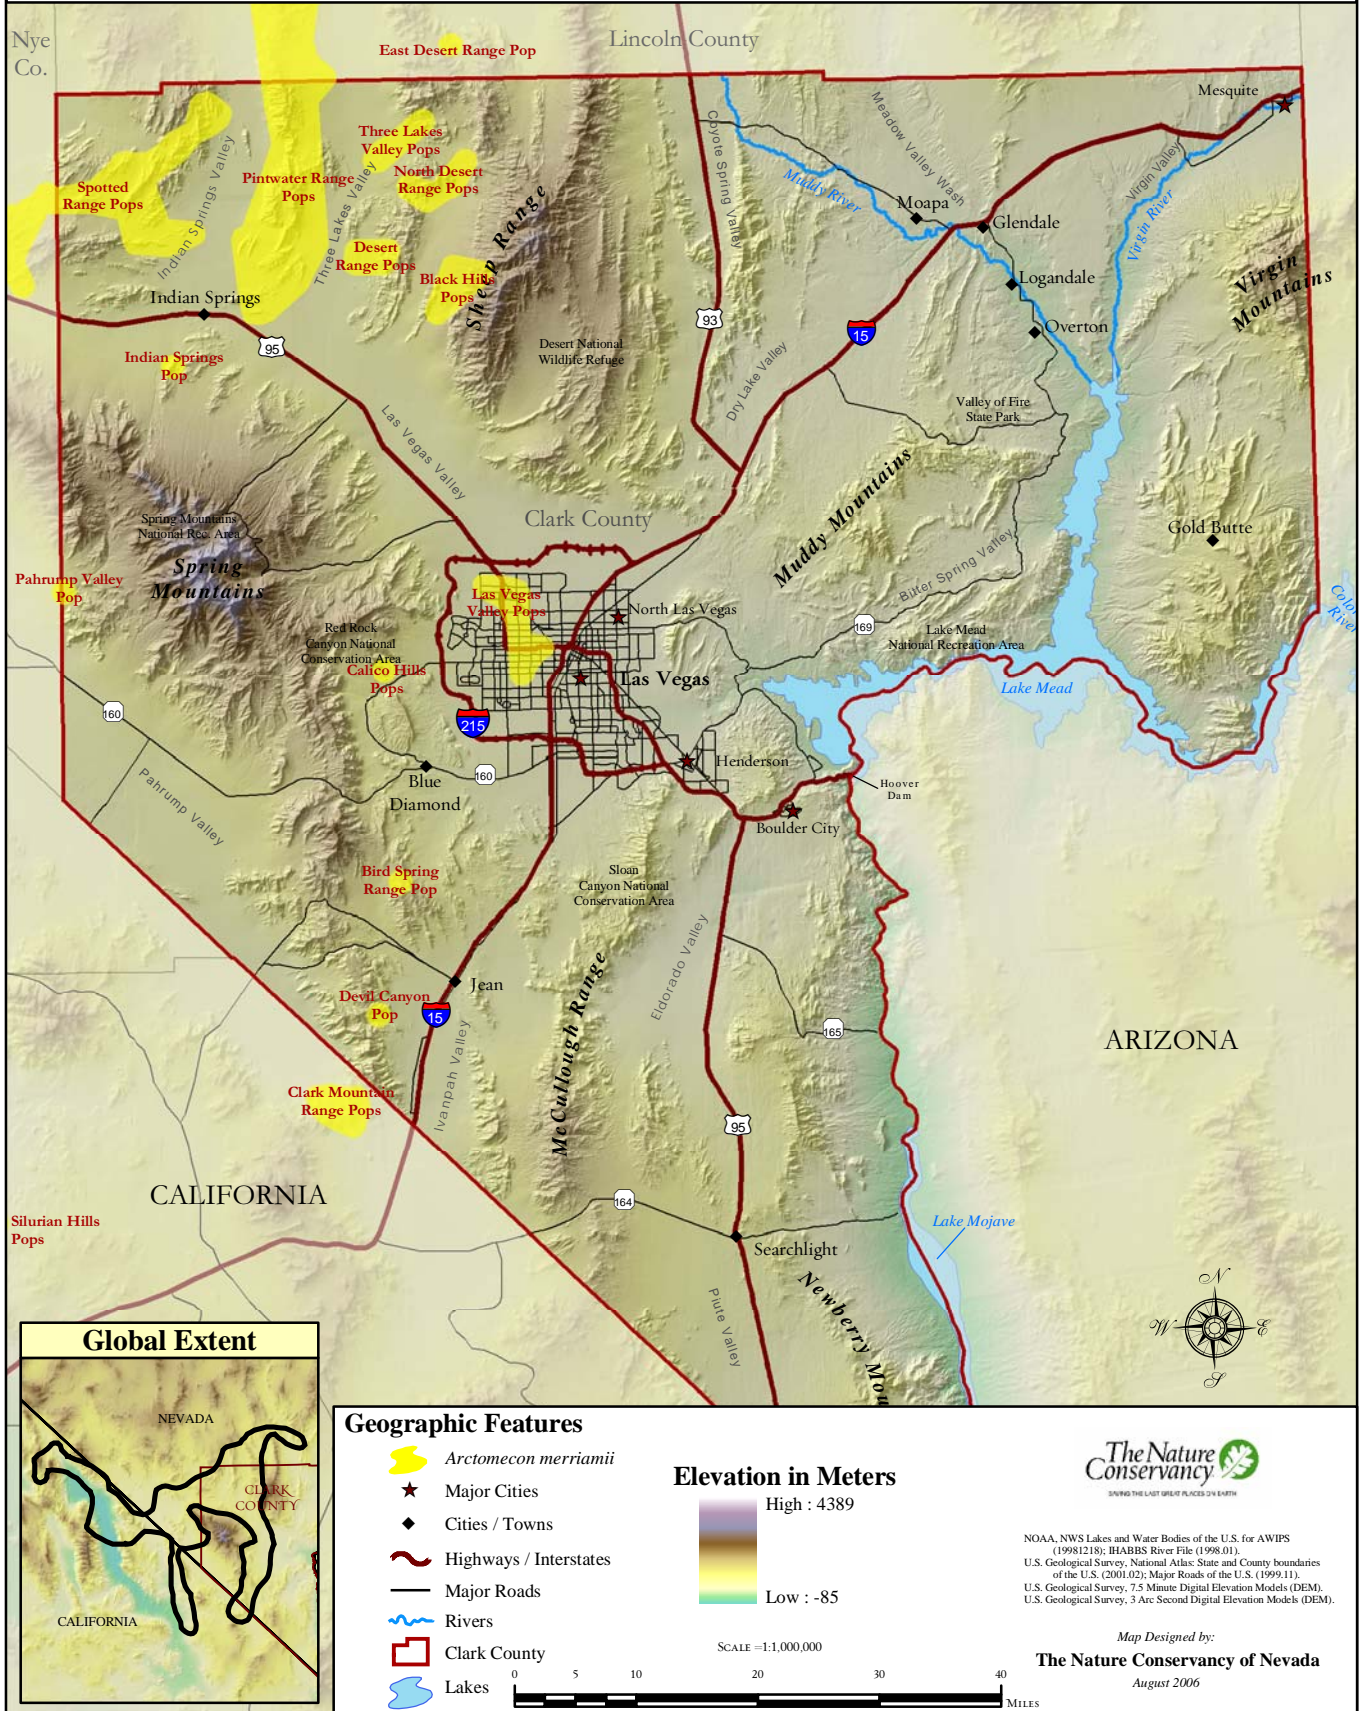 Nye
Co.
Lincoln County
East Desert Range Pop
Mesquite
Three Lakes
Valley Pops
North Desert
Range Pops
Pintwater Range
Pops
Spotted
Range Pops
Indian Springs Valley
Three Lakes Valley
Desert
Range Pops
Black Hills
Pops
Sheep Range
Coyote Spring Valley
Meadow Valley Wash
Muddy River
Moapa
Glendale
Virgin Valley
Virgin River
Virgin
Mountains
Logandale
Overton
Indian Springs
95
Indian Springs
Pop
Desert National
Wildlife Refuge
93
15
Dry Lake Valley
Valley of Fire
State Park
Las Vegas Valley
Muddy Mountains
Clark County
Gold Butte
Spring Mountains
National Rec. Area
Spring
Mountains
Pahrump Valley
Pop
Las Vegas
Valley Pops
North Las Vegas
Bitter Spring Valley
169
Lake Mead
National Recreation Area
Red Rock
Canyon National
Conservation Area
Calico Hills
Pops
Las Vegas
Lake Mead
160
215
Henderson
160
Blue
Diamond
Pahrump Valley
Hoover
Dam
Boulder City
Bird Spring
Range Pop
Sloan
Canyon National
Conservation Area
Eldorado Valley
McCullough Range
Jean
Devil Canyon
Pop
15
Ivanpah Valley
165
ARIZONA
Clark Mountain
Range Pops
95
CALIFORNIA
164
Silurian Hills
Pops
Lake Mojave
Searchlight
Piute Valley
Newberry Mou
N
W
E
S
Global Extent
NEVADA
CLARK
COUNTY
CALIFORNIA
Geographic Features
Arctomecon merriamii
Major Cities
Cities / Towns
Highways / Interstates
Major Roads
Rivers
Clark County
Lakes
Elevation in Meters
High : 4389
Low : -85
SCALE =1:1,000,000
0 5 10 20 30 40
MILES
The Nature
Conservancy
SAVING THE LAST GREAT PLACES ON EARTH
NOAA, NWS Lakes and Water Bodies of the U.S. for AWIPS
(19981218); IHABBS River File (1998.01).
U.S. Geological Survey, National Atlas: State and County boundaries
of the U.S. (2001.02); Major Roads of the U.S. (1999.11).
U.S. Geological Survey, 7.5 Minute Digital Elevation Models (DEM).
U.S. Geological Survey, 3 Arc Second Digital Elevation Models (DEM).
Map Designed by:
The Nature Conservancy of Nevada
August 2006